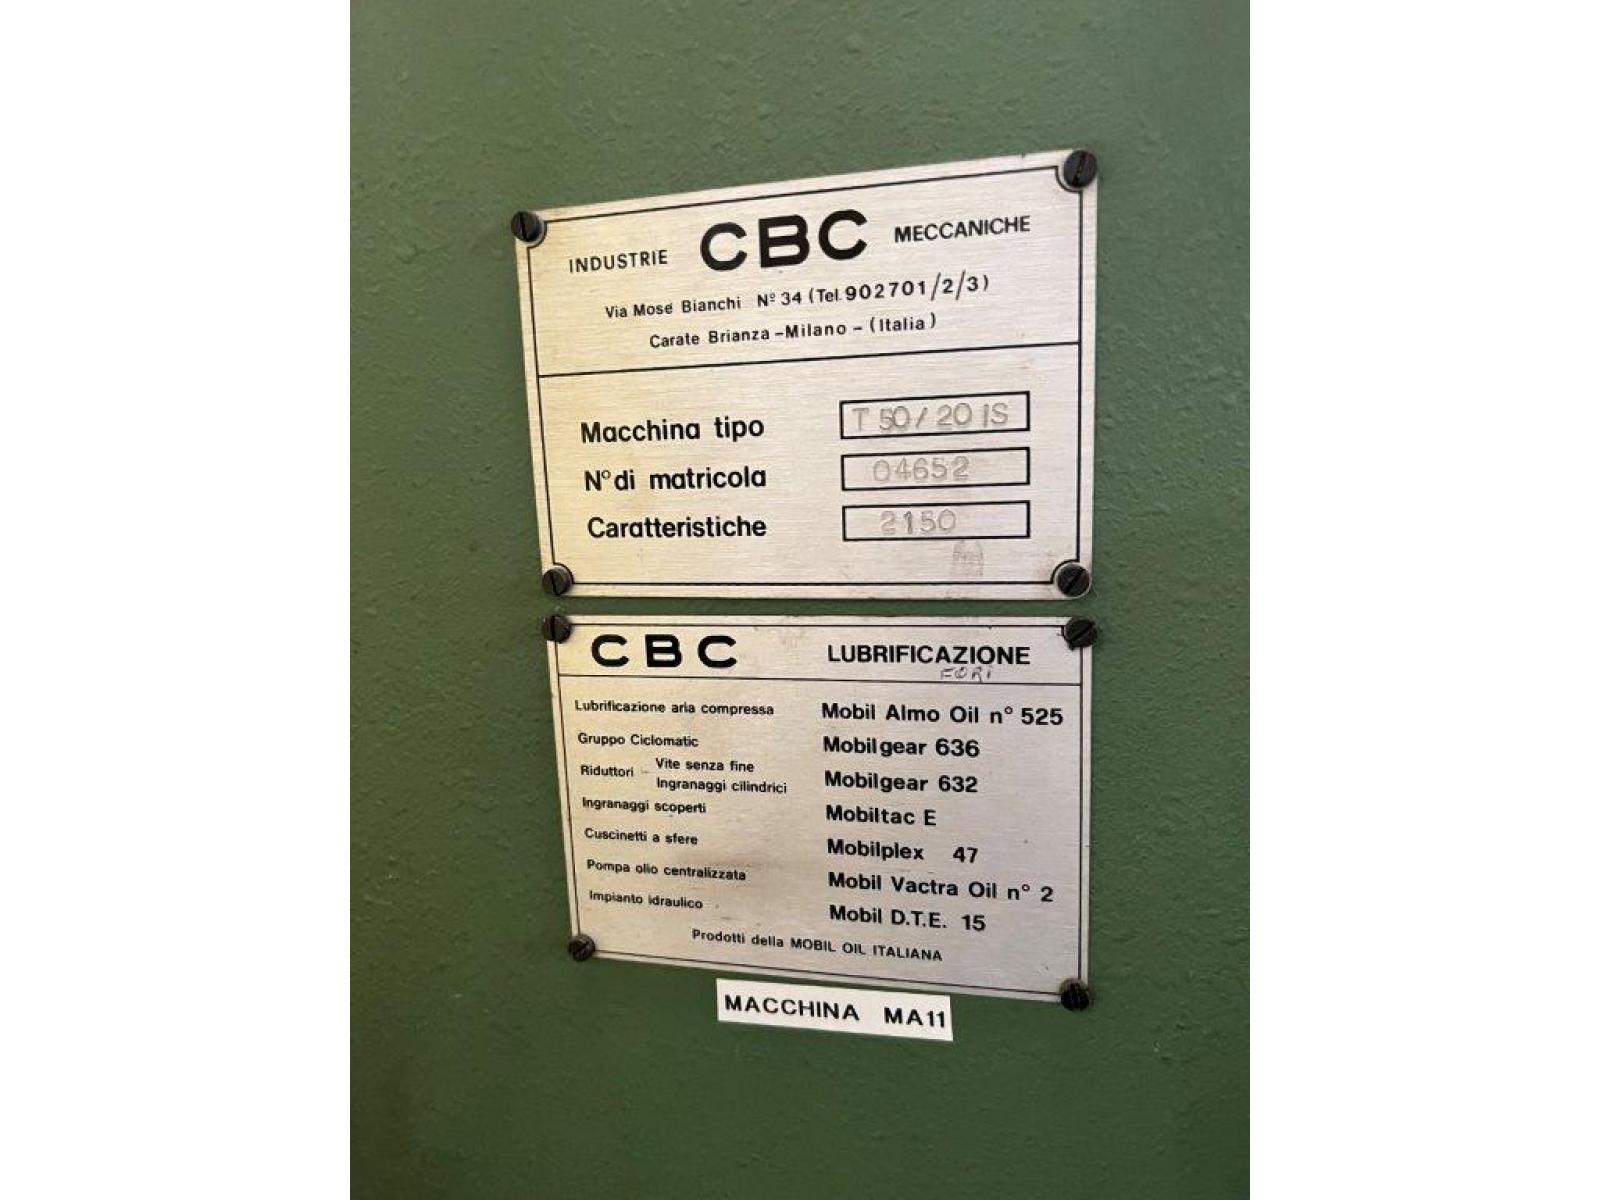 INDUSTRIE CBC MECCANICHE
Via Mosé Bianchi Nº 34 (Tel. 902701/2/3)
Carate Brianza - Milano - (Italia)
Macchina tipo T 50/20 IS
N° di matricola 04652
Caratteristiche 2150
CBC LUBRIFICAZIONE
FORI
Lubrificazione aria compressa Mobil Almo Oil n° 525
Gruppo Ciclomatic Mobilgear 636
Riduttori - Vite senza fine
Ingranaggi cilindrici Mobilgear 632
Ingranaggi scoperti Mobiltac E
Cuscinetti a sfere Mobilplex 47
Pompa olio centralizzata Mobil Vactra Oil n° 2
Impianto idraulico Mobil D.T.E. 15
Prodotti della MOBIL OIL ITALIANA
MACCHINA MA11